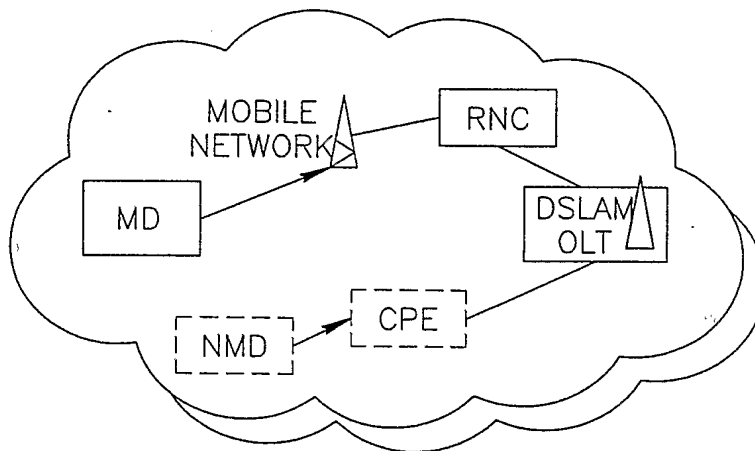 MOBILE
NETWORK
RNC
MD
DSLAM
OLT
CPE
NMD